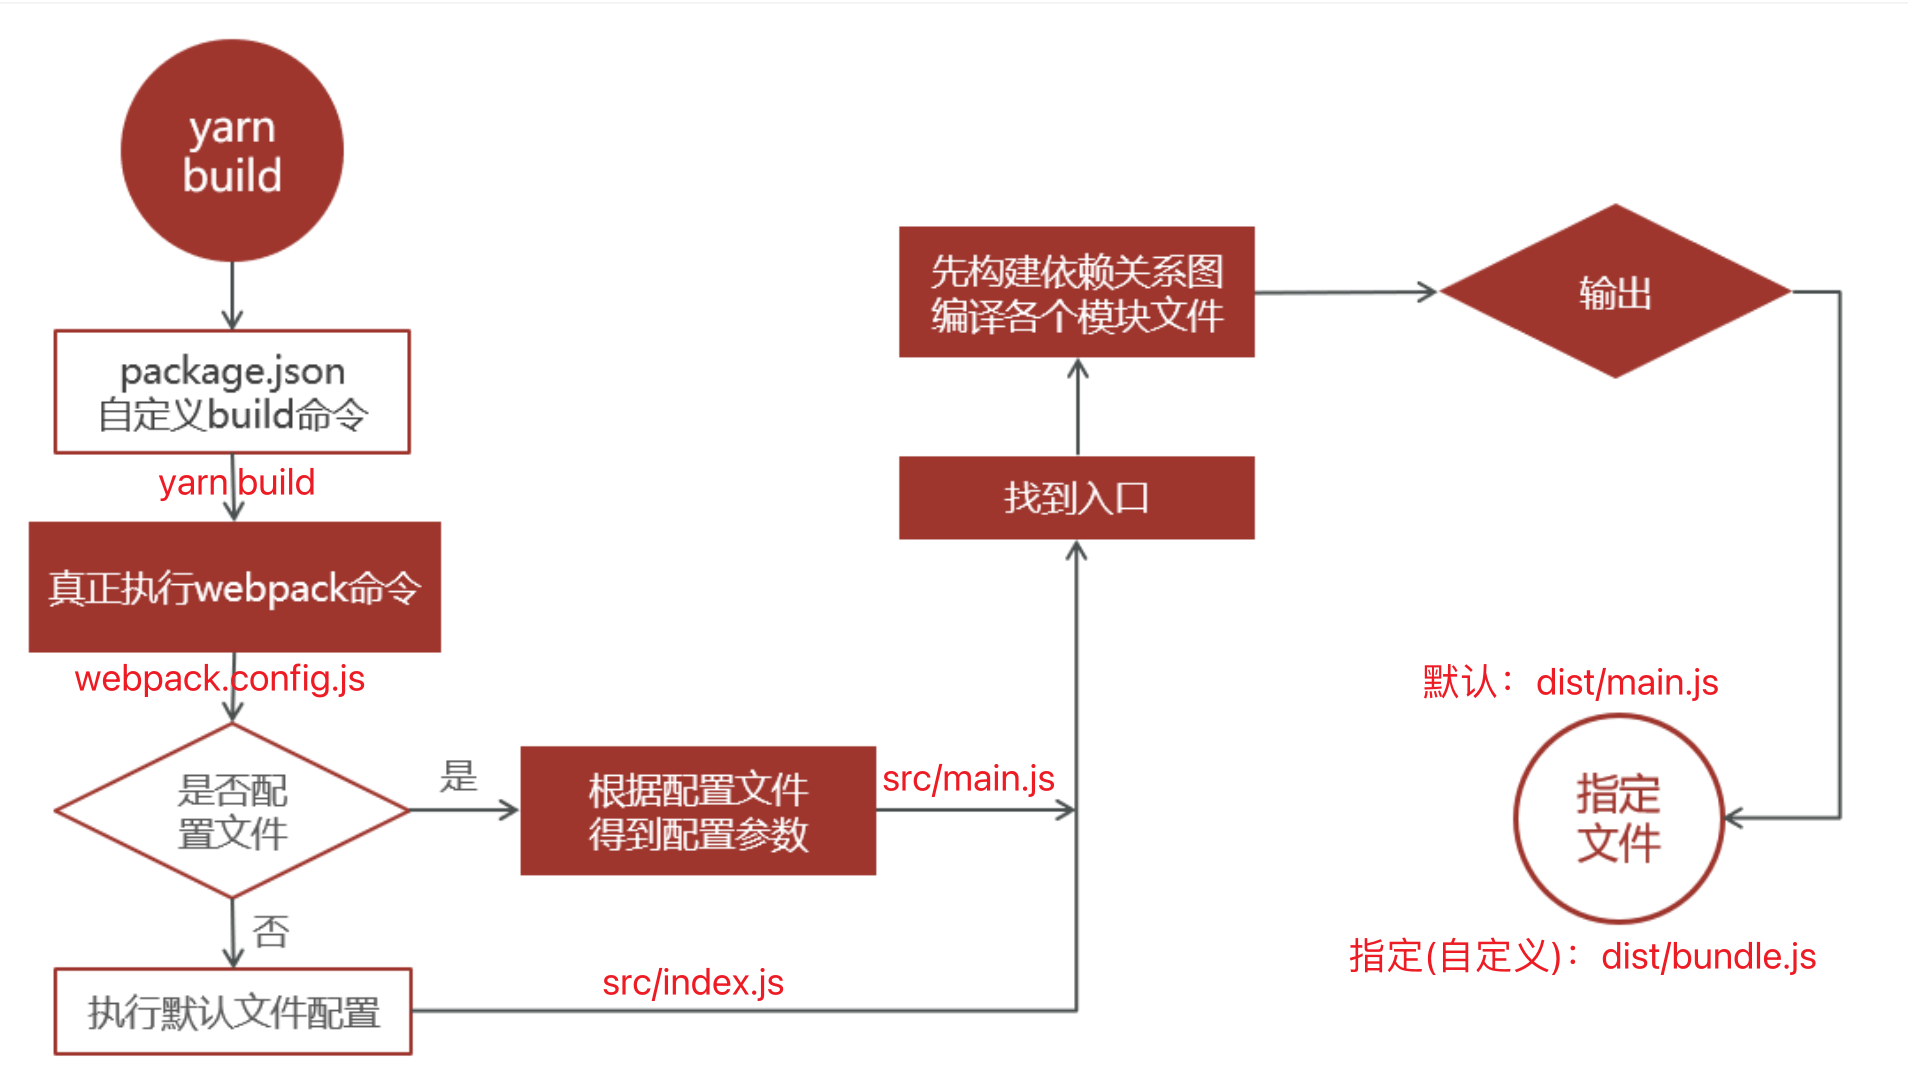 yarn
build
package.json
自定义build命令
yarn build
真正执行webpack命令
webpack.config.js
是否配
置文件
是
否
根据配置文件
得到配置参数
src/main.js
执行默认文件配置
src/index.js
找到入口
先构建依赖关系图
编译各个模块文件
输出
默认：dist/main.js
指定
文件
指定(自定义)：dist/bundle.js